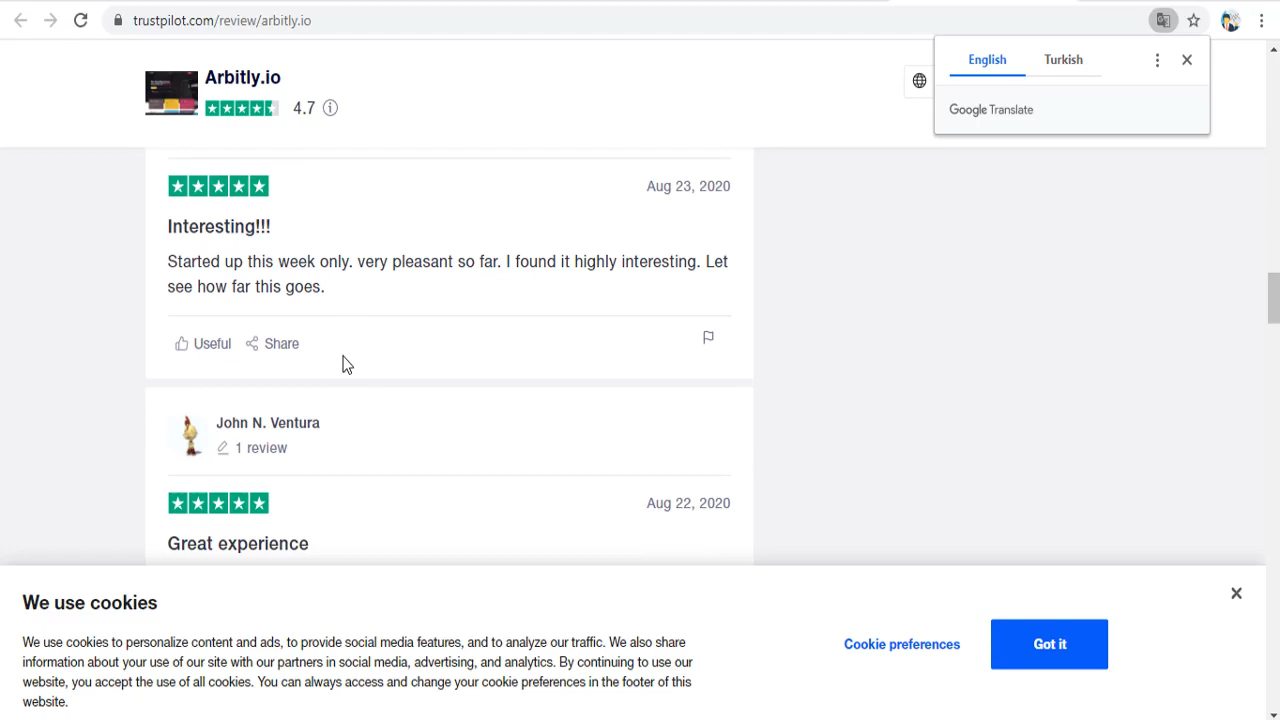 trustpilot.com/review/arbitly.io
English Turkish
Google Translate
Arbitly.io
4.7
Aug 23, 2020
Interesting!!!
Started up this week only. very pleasant so far. I found it highly interesting. Let
see how far this goes.
Useful Share
John N. Ventura
1 review
Aug 22, 2020
Great experience
We use cookies
We use cookies to personalize content and ads, to provide social media features, and to analyze our traffic. We also share
information about your use of our site with our partners in social media, advertising, and analytics. By continuing to use our
website, you accept the use of all cookies. You can always access and change your cookie preferences in the footer of this
website.
Cookie preferences
Got it